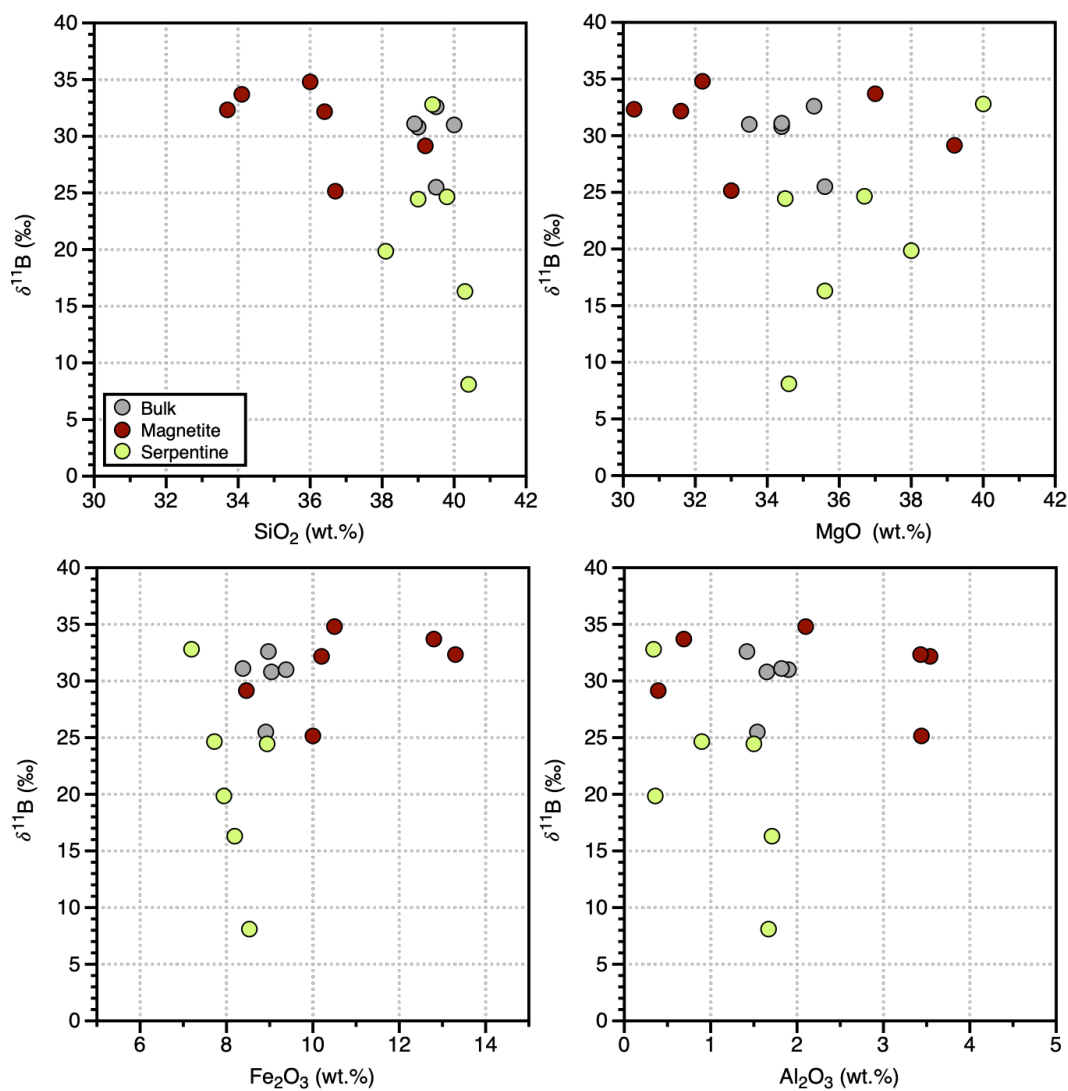 40
35
30
25
20
15
10
5
0
δ¹¹B (‰)
Bulk
Magnetite
Serpentine
30 32 34 36 38 40 42
SiO₂ (wt.%)
40
35
30
25
20
15
10
5
0
δ¹¹B (‰)
30 32 34 36 38 40 42
MgO (wt.%)
40
35
30
25
20
15
10
5
0
δ¹¹B (‰)
6 8 10 12 14
Fe₂O₃ (wt.%)
40
35
30
25
20
15
10
5
0
δ¹¹B (‰)
0 1 2 3 4 5
Al₂O₃ (wt.%)